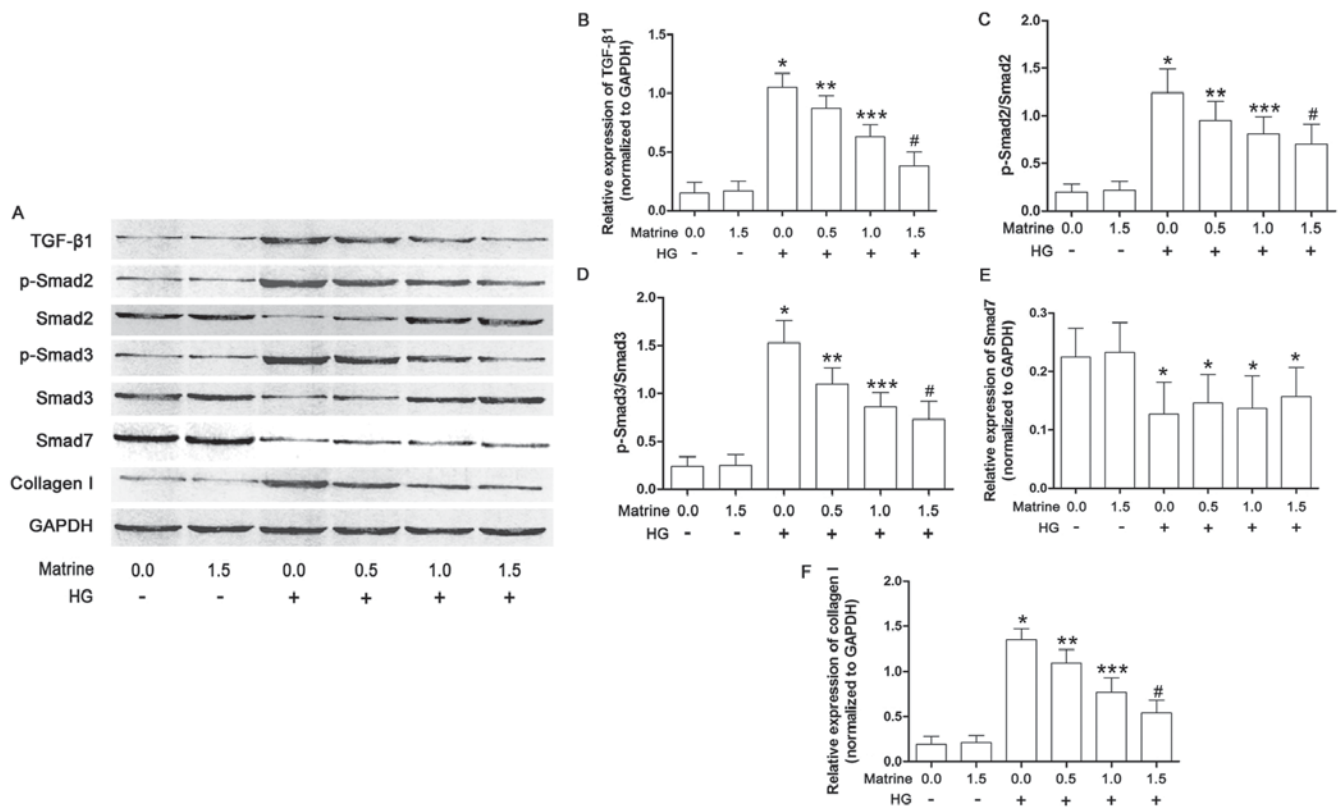 A
TGF-β1
p-Smad2
Smad2
p-Smad3
Smad3
Smad7
Collagen I
GAPDH
Matrine 0.0 1.5 0.0 0.5 1.0 1.5
HG - - + + + +
B
Relative expression of TGF-β1
(normalized to GAPDH)
1.5
1.0
0.5
0.0
* ** *** #
Matrine 0.0 1.5 0.0 0.5 1.0 1.5
HG - - + + + +
C
p-Smad2/Smad2
2.0
1.5
1.0
0.5
0.0
* ** *** #
Matrine 0.0 1.5 0.0 0.5 1.0 1.5
HG - - + + + +
D
p-Smad3/Smad3
2.0
1.5
1.0
0.5
0.0
* ** *** #
Matrine 0.0 1.5 0.0 0.5 1.0 1.5
HG - - + + + +
E
Relative expression of Smad7
(normalized to GAPDH)
0.3
0.2
0.1
0.0
* * * *
Matrine 0.0 1.5 0.0 0.5 1.0 1.5
HG - - + + + +
F
Relative expression of collagen I
(normalized to GAPDH)
2.0
1.5
1.0
0.5
0.0
* ** *** #
Matrine 0.0 1.5 0.0 0.5 1.0 1.5
HG - - + + + +